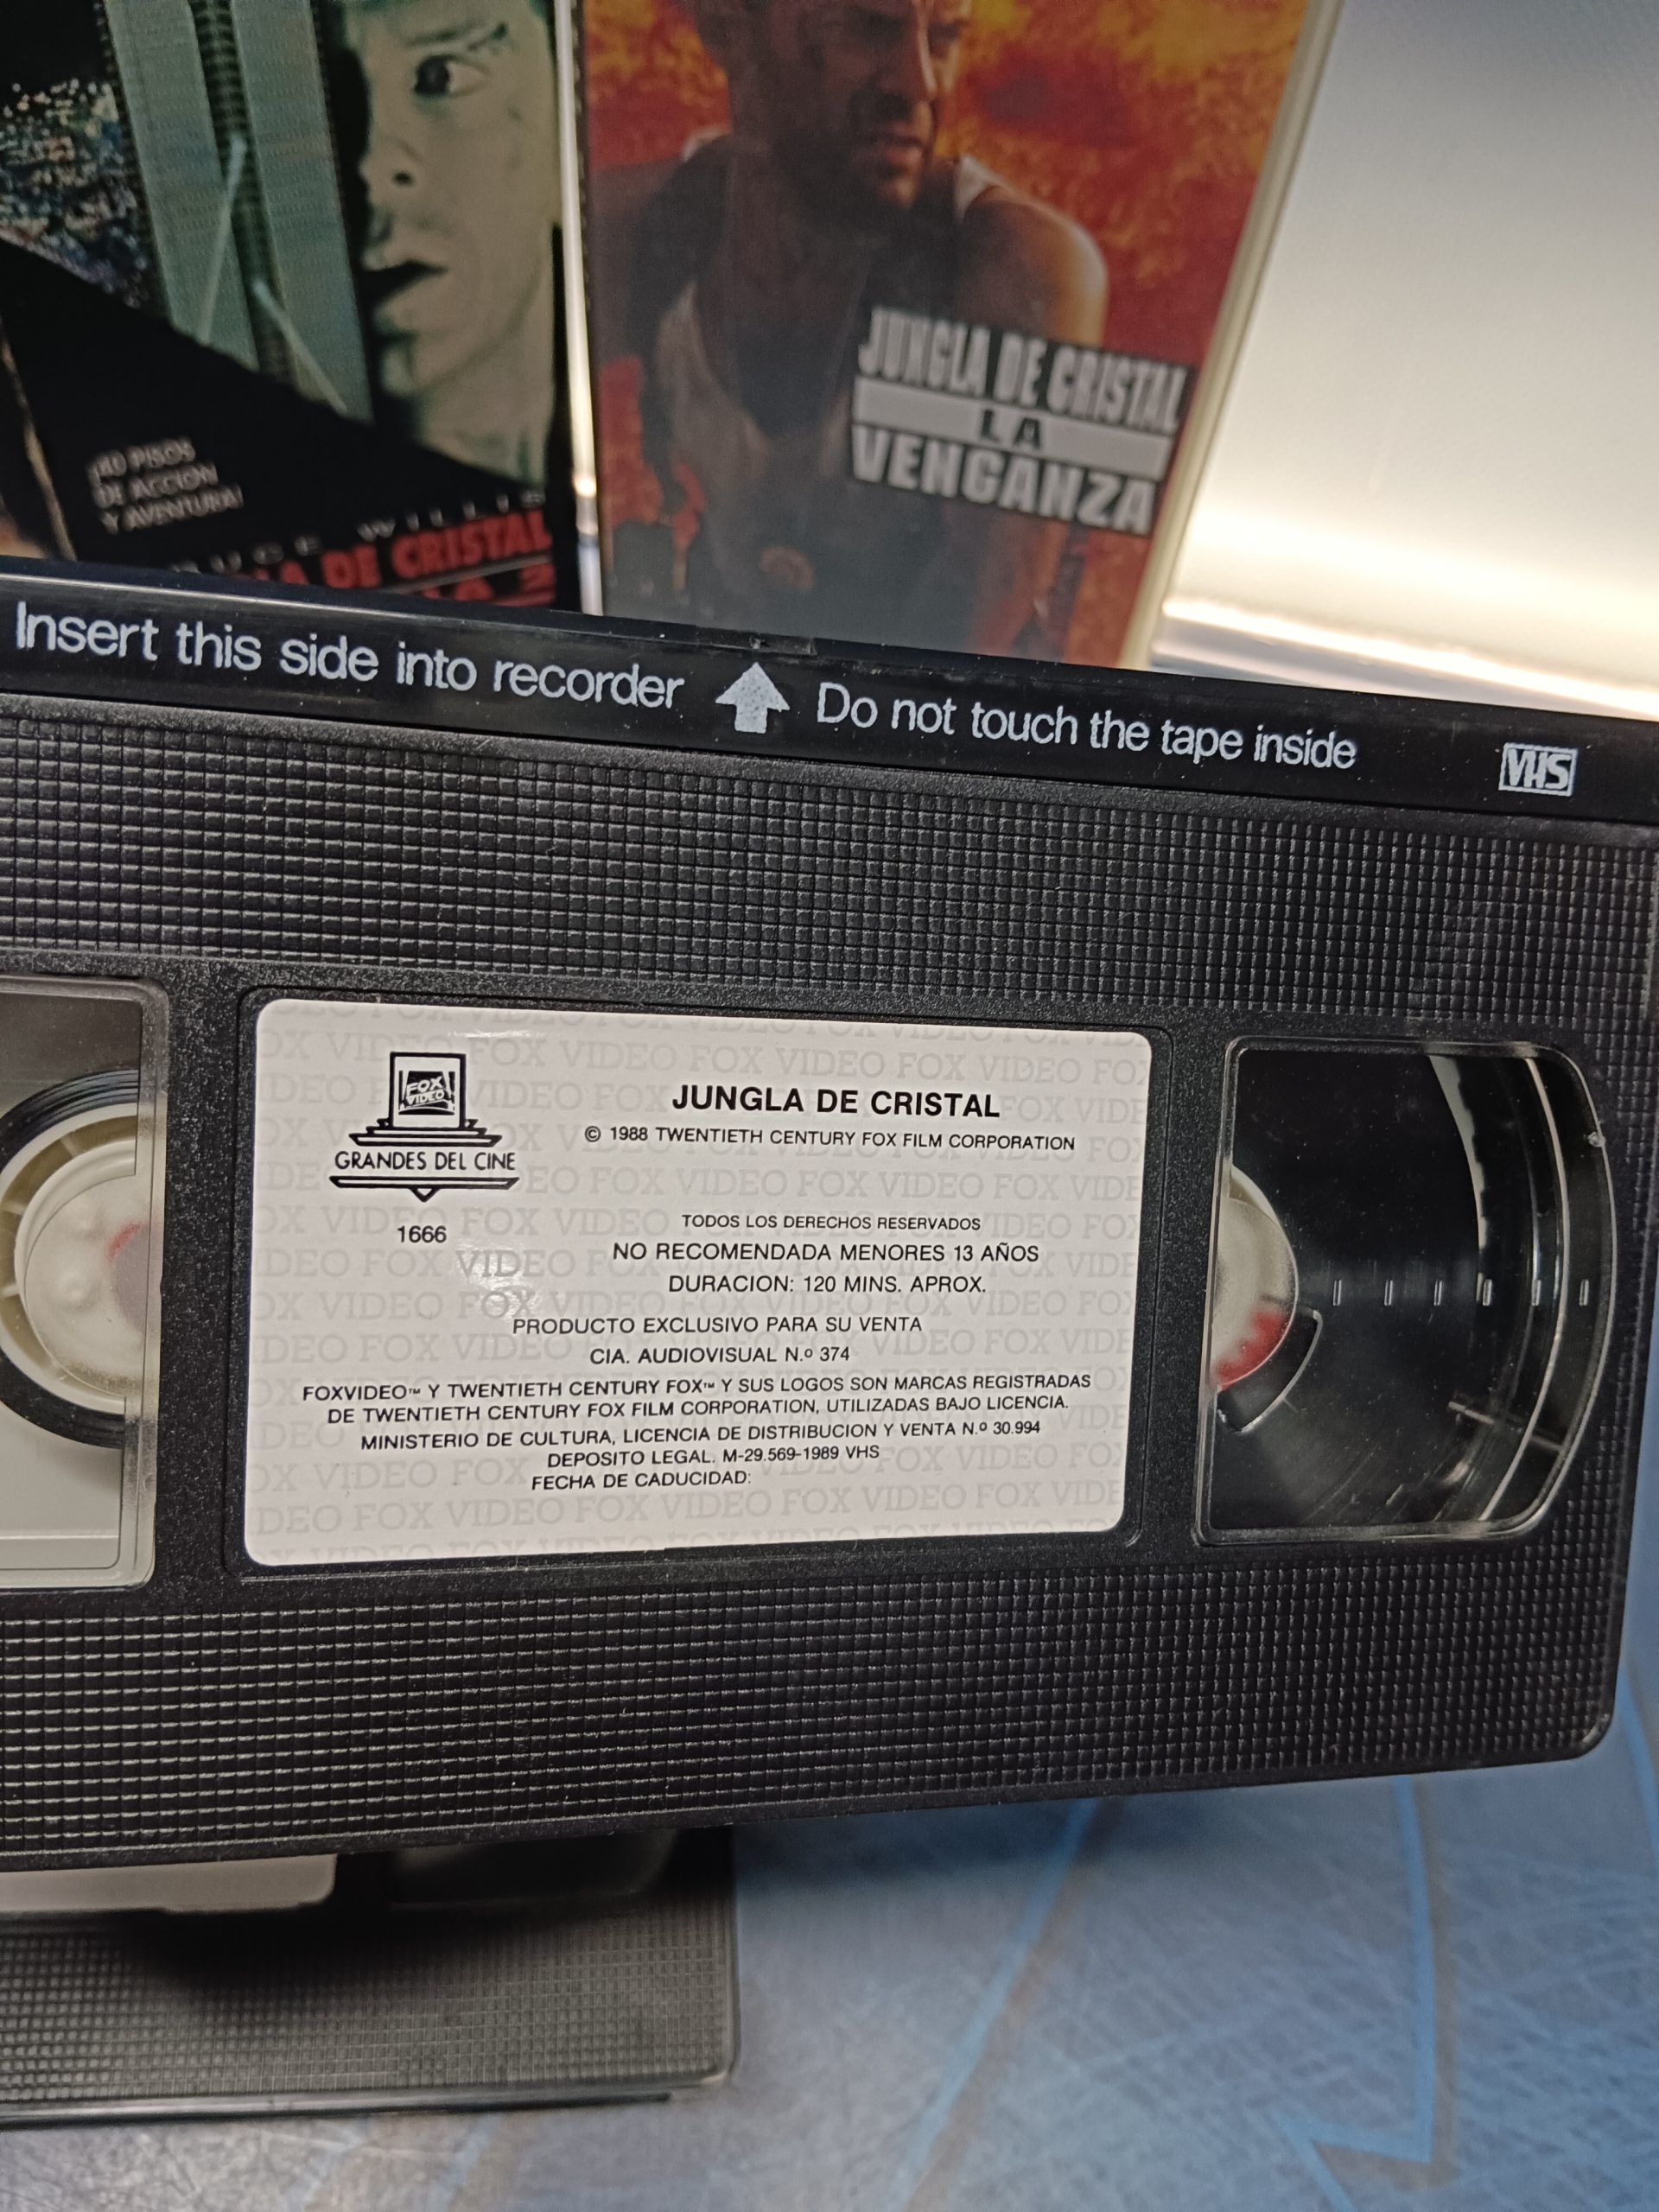 ¡40 PISOS
DE ACCION
Y AVENTURA!
WILLIS
DE CRISTAL
JUNGLA DE CRISTAL
LA
VENGANZA
Insert this side into recorder Do not touch the tape inside
VHS
FOX
VIDEO
GRANDES DEL CINE
1666
JUNGLA DE CRISTAL
© 1988 TWENTIETH CENTURY FOX FILM CORPORATION
TODOS LOS DERECHOS RESERVADOS
NO RECOMENDADA MENORES 13 AÑOS
DURACION: 120 MINS. APROX.
PRODUCTO EXCLUSIVO PARA SU VENTA
CIA. AUDIOVISUAL N.º 374
FOXVIDEO™ Y TWENTIETH CENTURY FOX™ Y SUS LOGOS SON MARCAS REGISTRADAS
DE TWENTIETH CENTURY FOX FILM CORPORATION, UTILIZADAS BAJO LICENCIA.
MINISTERIO DE CULTURA, LICENCIA DE DISTRIBUCION Y VENTA N.º 30.994
DEPOSITO LEGAL. M-29.569-1989 VHS
FECHA DE CADUCIDAD: